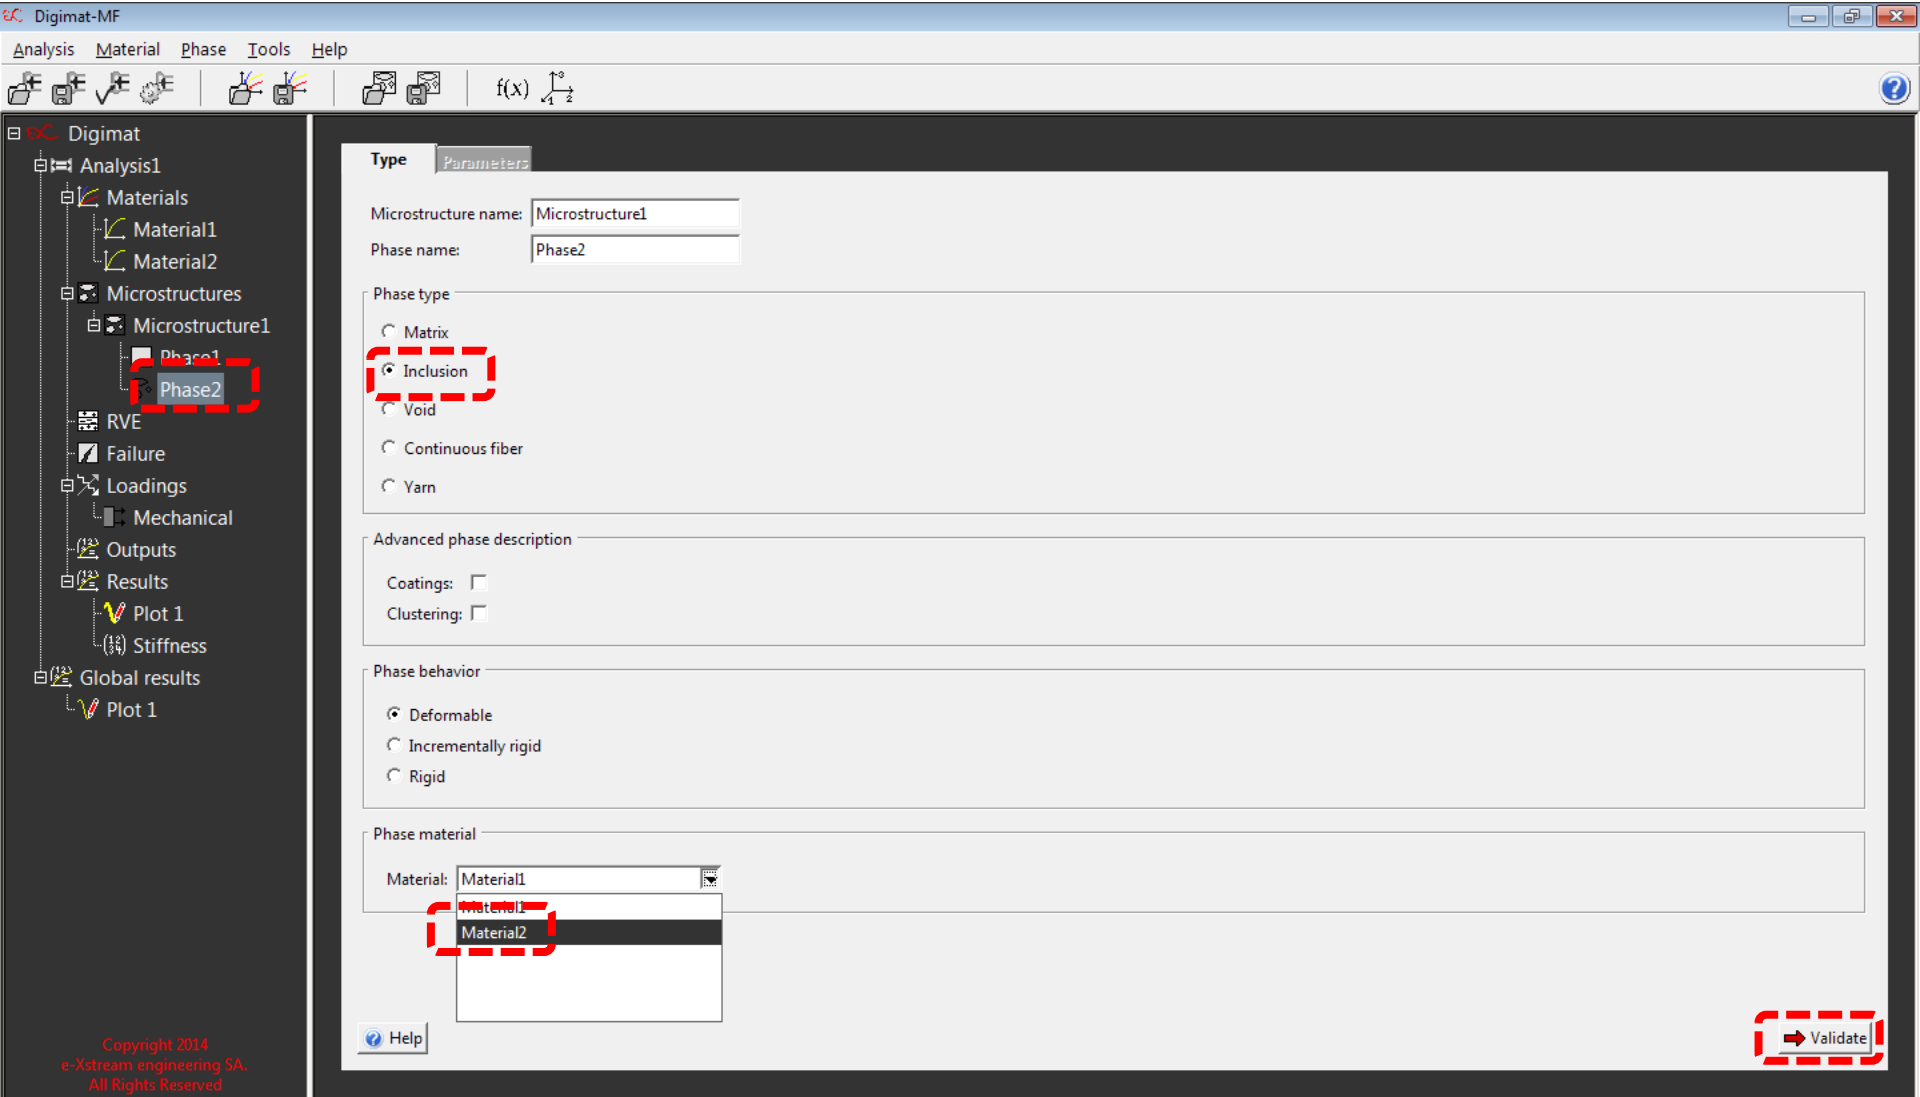 Digimat-MF
Analysis Material Phase Tools Help
f(x)
Digimat
Analysis1
Materials
Material1
Material2
Microstructures
Microstructure1
Phase1
Phase2
RVE
Failure
Loadings
Mechanical
Outputs
Results
Plot 1
Stiffness
Global results
Plot 1
Copyright 2014
e-Xstream engineering SA.
All Rights Reserved
Type Parameters
Microstructure name: Microstructure1
Phase name: Phase2
Phase type
Matrix
Inclusion
Void
Continuous fiber
Yarn
Advanced phase description
Coatings:
Clustering:
Phase behavior
Deformable
Incrementally rigid
Rigid
Phase material
Material: Material1
Material1
Material2
Help
Validate